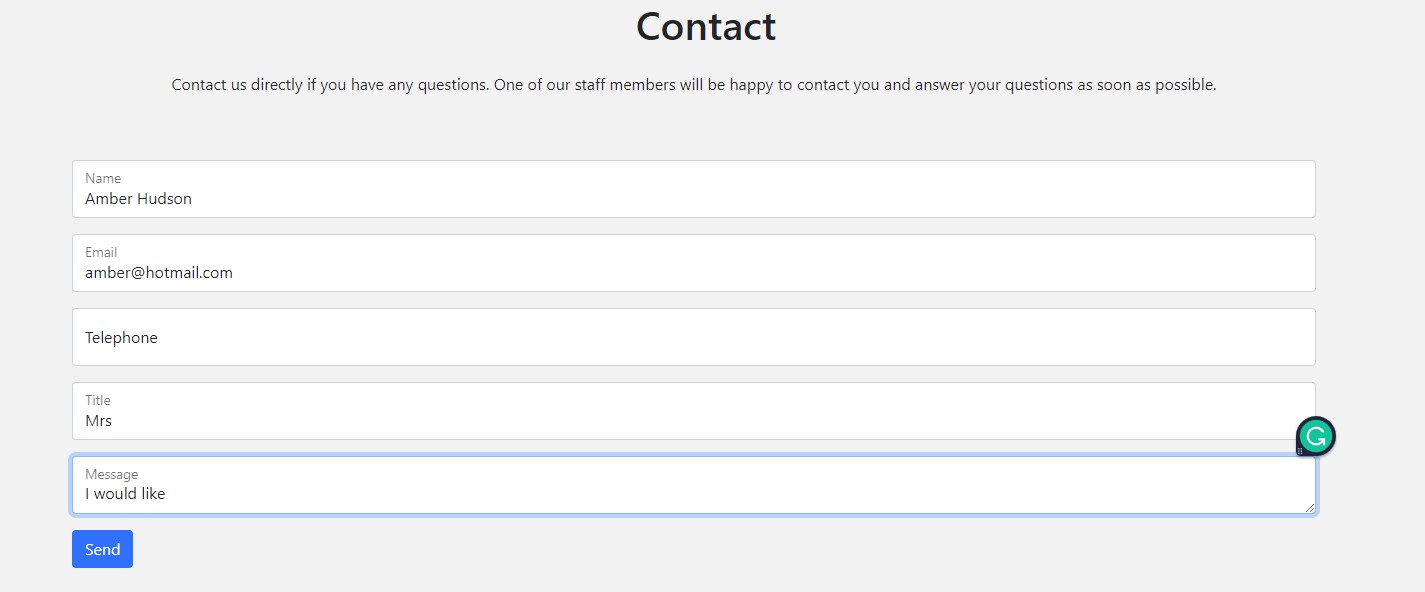 Contact
Contact us directly if you have any questions. One of our staff members will be happy to contact you and answer your questions as soon as possible.
Name
Amber Hudson
Email
amber@hotmail.com
Telephone
Title
Mrs
Message
I would like
Send